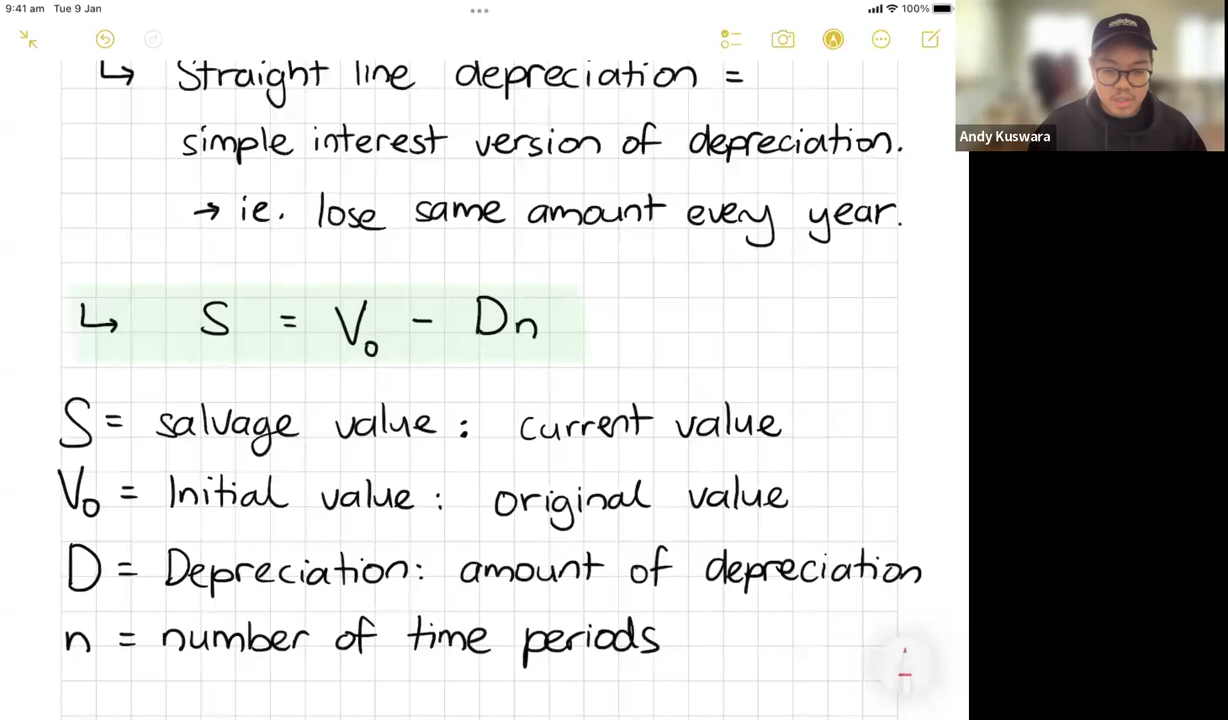 9:41 am Tue 9 Jan 100%
↳ Straight line depreciation =
simple interest version of depreciation.
→ ie. lose same amount every year.
↳ S = V₀ - Dn
S = salvage value : current value
V₀ = Initial value : original value
D = Depreciation: amount of depreciation
n = number of time periods
adidas
Andy Kuswara